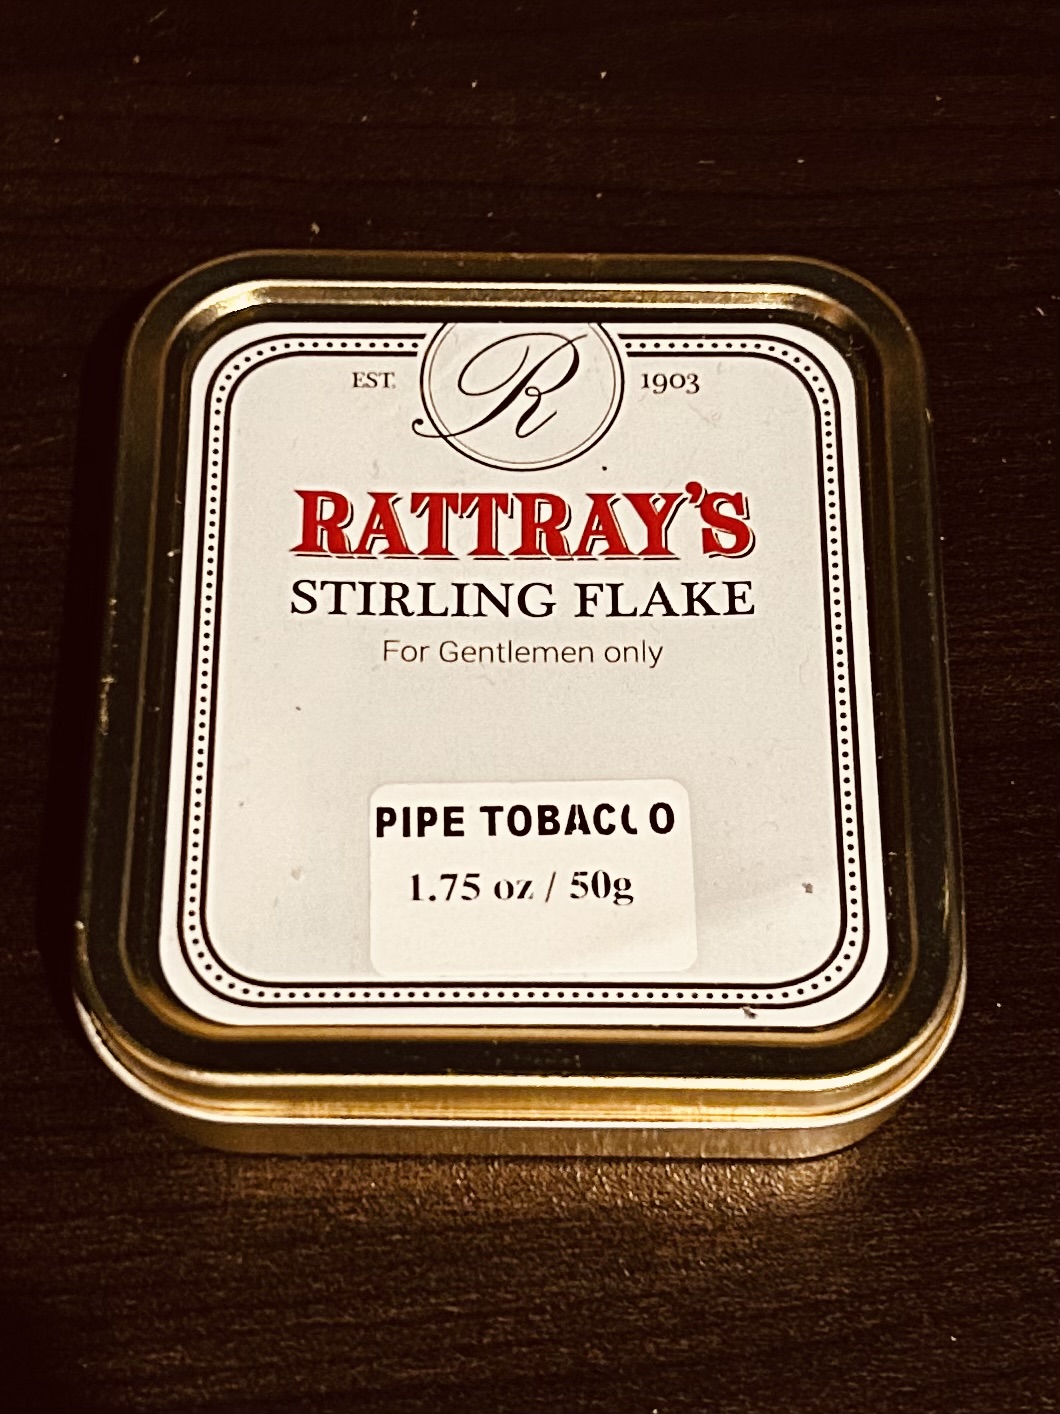 EST. R 1903
RATTRAY'S
STIRLING FLAKE
For Gentlemen only
PIPE TOBACCO
1.75 oz / 50g